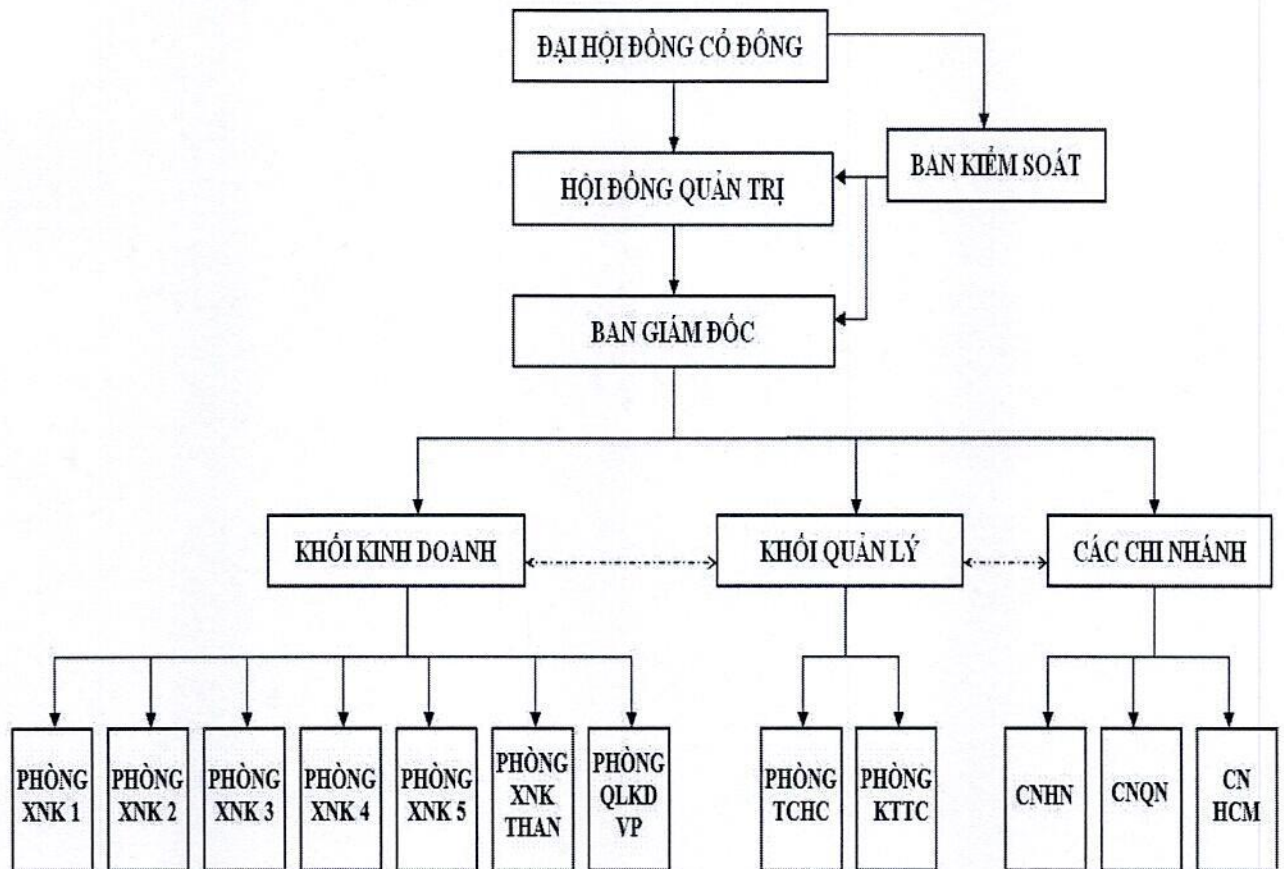 ĐẠI HỘI ĐỒNG CỔ ĐÔNG
BAN KIỂM SOÁT
HỘI ĐỒNG QUẢN TRỊ
BAN GIÁM ĐỐC
KHỐI KINH DOANH
KHỐI QUẢN LÝ
CÁC CHI NHÁNH
PHÒNG
XNK 1
PHÒNG
XNK 2
PHÒNG
XNK 3
PHÒNG
XNK 4
PHÒNG
XNK 5
PHÒNG
XNK
THAN
PHÒNG
QLKD
VP
PHÒNG
TCHC
PHÒNG
KTTC
CNHN
CNQN
CN
HCM